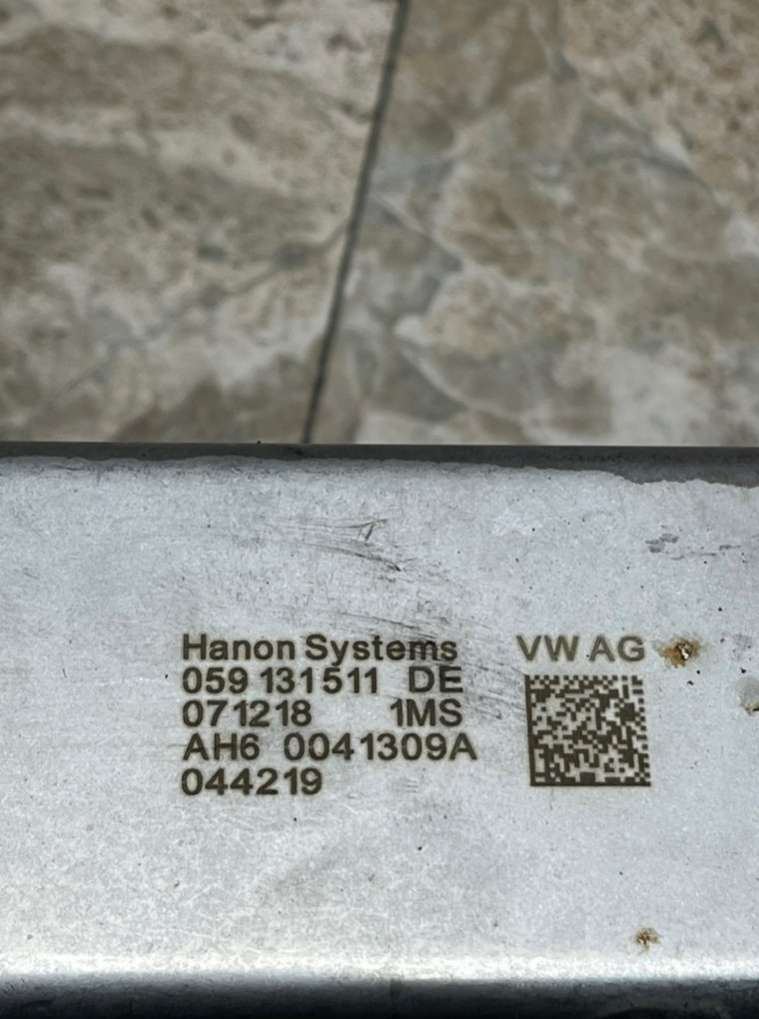 Hanon Systems VW AG
059 131511 DE
071218 1MS
AH6 0041309A
044219